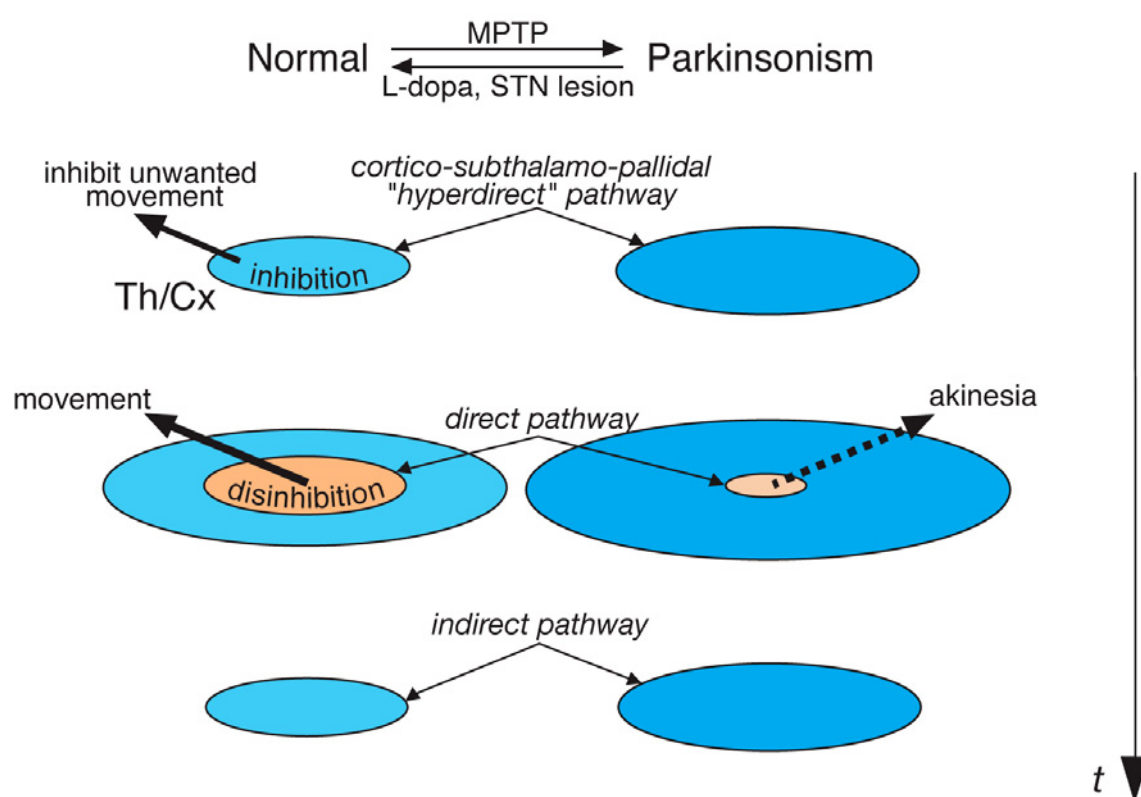 MPTP
Normal Parkinsonism
L-dopa, STN lesion
inhibit unwanted
movement
cortico-subthalamo-pallidal
"hyperdirect" pathway
inhibition
Th/Cx
movement
direct pathway
akinesia
disinhibition
indirect pathway
t